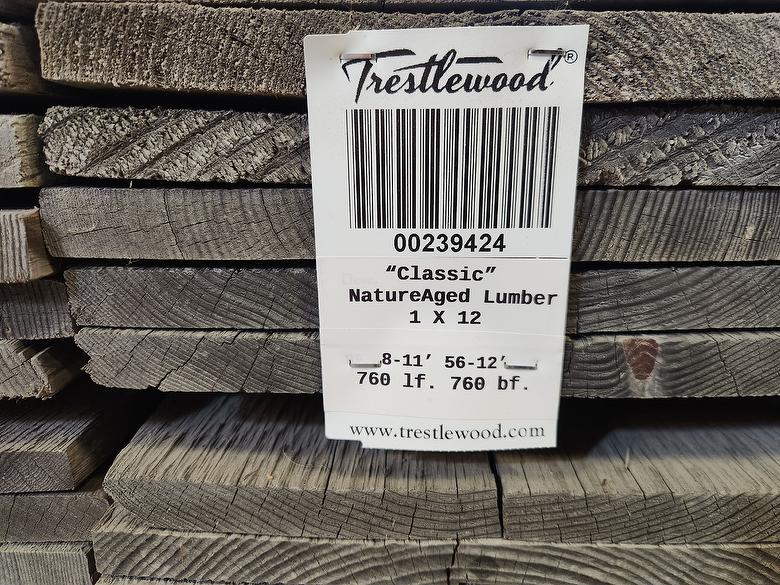 Trestlewood®
00239424
“Classic”
NatureAged Lumber
1 X 12
8-11′ 56-12′
760 lf. 760 bf.
www.trestlewood.com